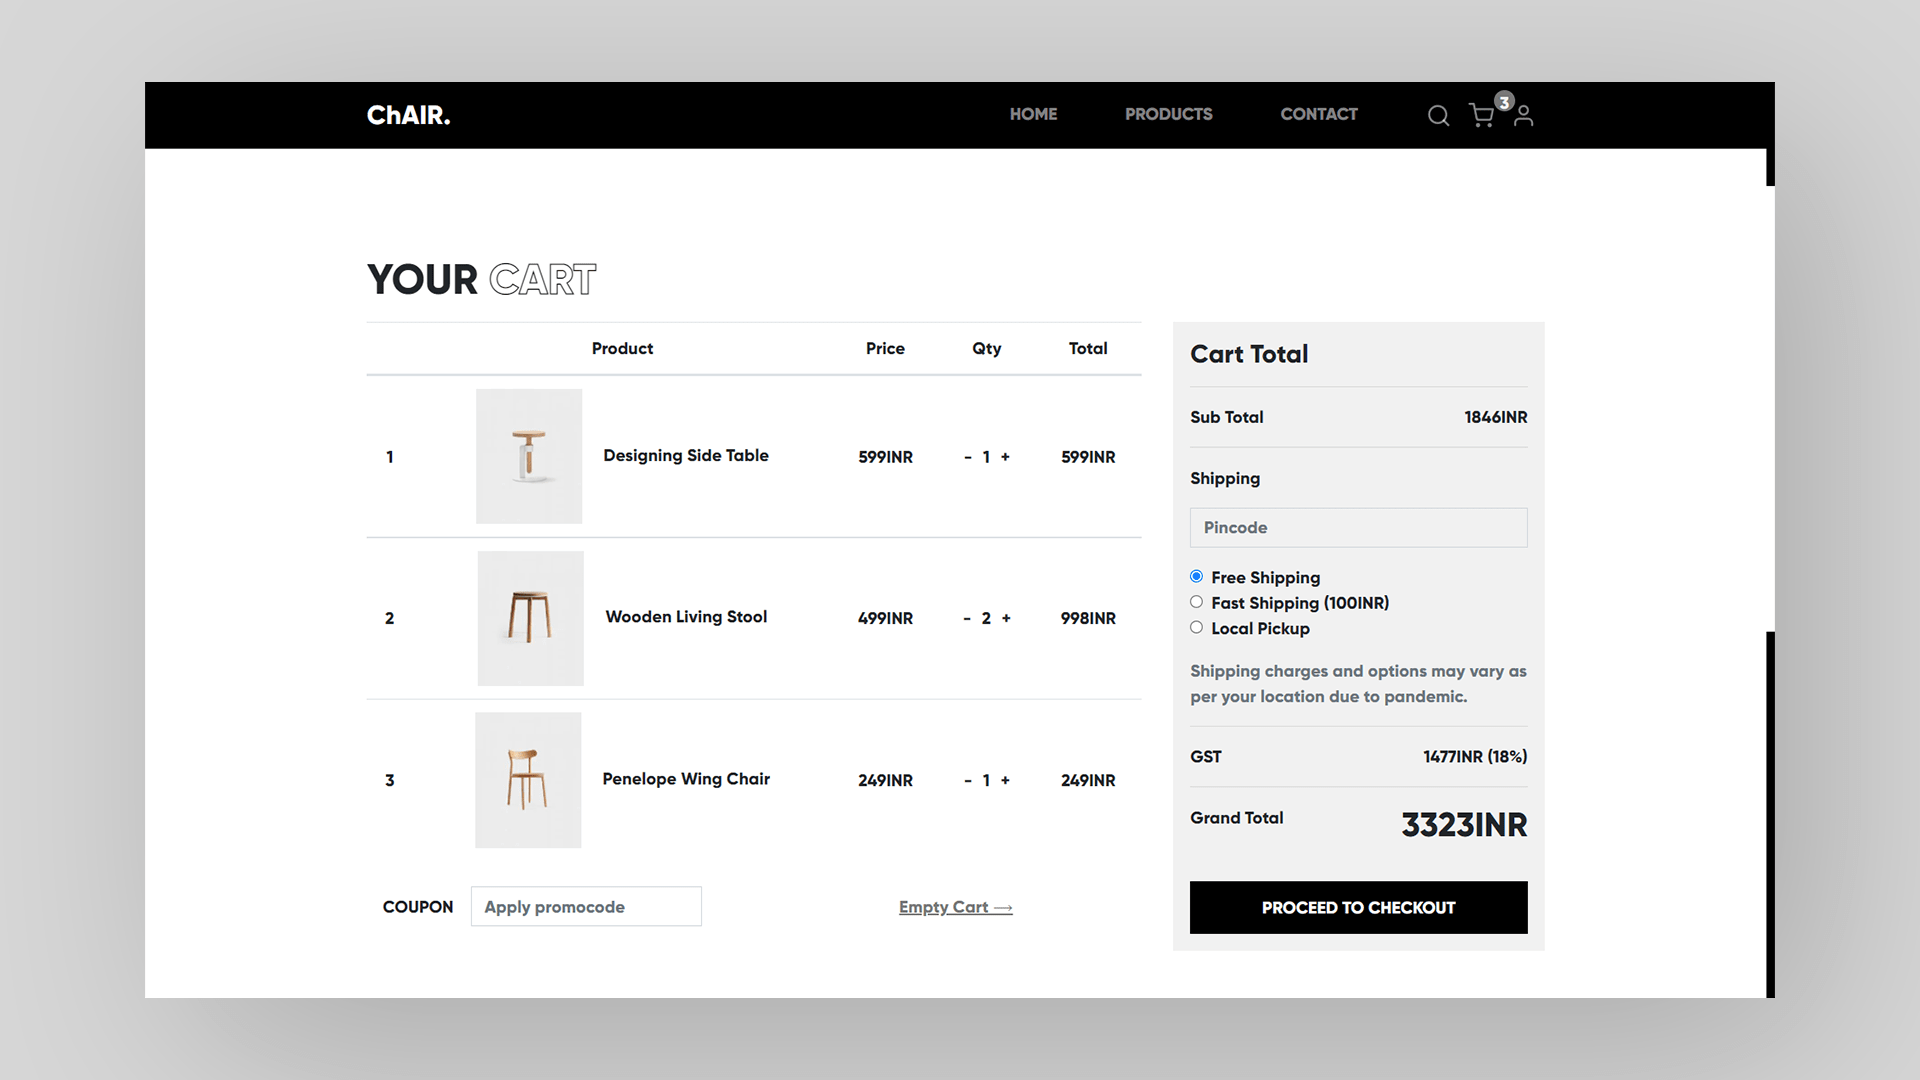 ChAIR.
HOME PRODUCTS CONTACT 3
YOUR CART
Product Price Qty Total
1 Designing Side Table 599INR - 1 + 599INR
2 Wooden Living Stool 499INR - 2 + 998INR
3 Penelope Wing Chair 249INR - 1 + 249INR
COUPON Apply promocode Empty Cart →
Cart Total
Sub Total 1846INR
Shipping
Pincode
Free Shipping
Fast Shipping (100INR)
Local Pickup
Shipping charges and options may vary as
per your location due to pandemic.
GST 1477INR (18%)
Grand Total 3323INR
PROCEED TO CHECKOUT